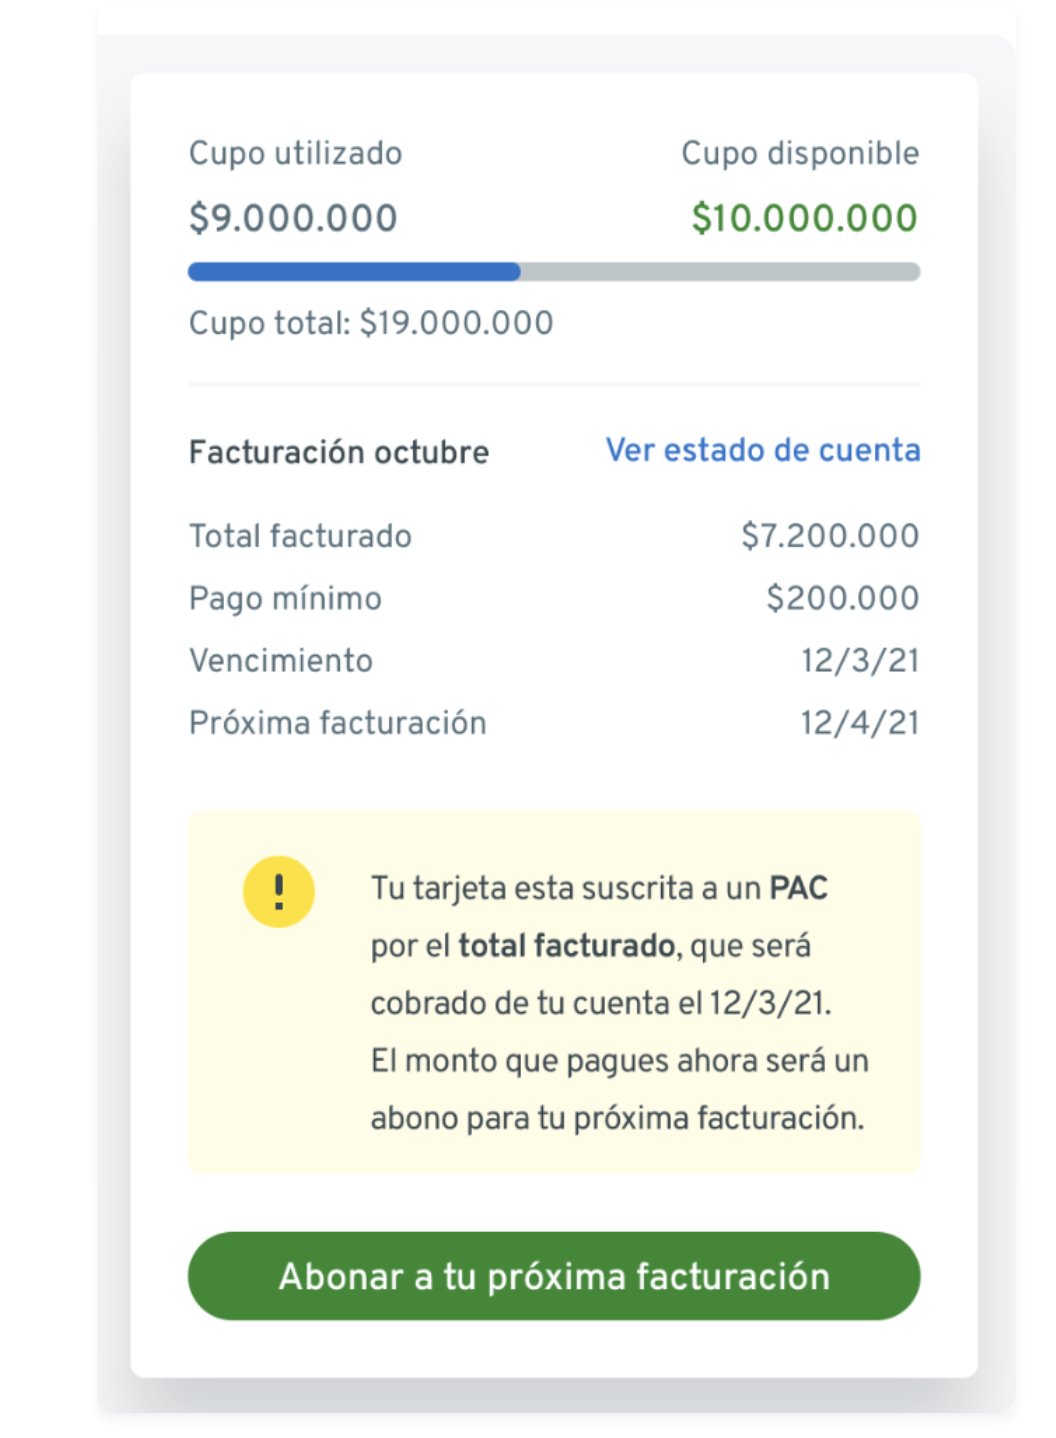 Cupo utilizado Cupo disponible
$9.000.000 $10.000.000
Cupo total: $19.000.000
Facturación octubre Ver estado de cuenta
Total facturado $7.200.000
Pago mínimo $200.000
Vencimiento 12/3/21
Próxima facturación 12/4/21
!
Tu tarjeta esta suscrita a un PAC
por el total facturado, que será
cobrado de tu cuenta el 12/3/21.
El monto que pagues ahora será un
abono para tu próxima facturación.
Abonar a tu próxima facturación